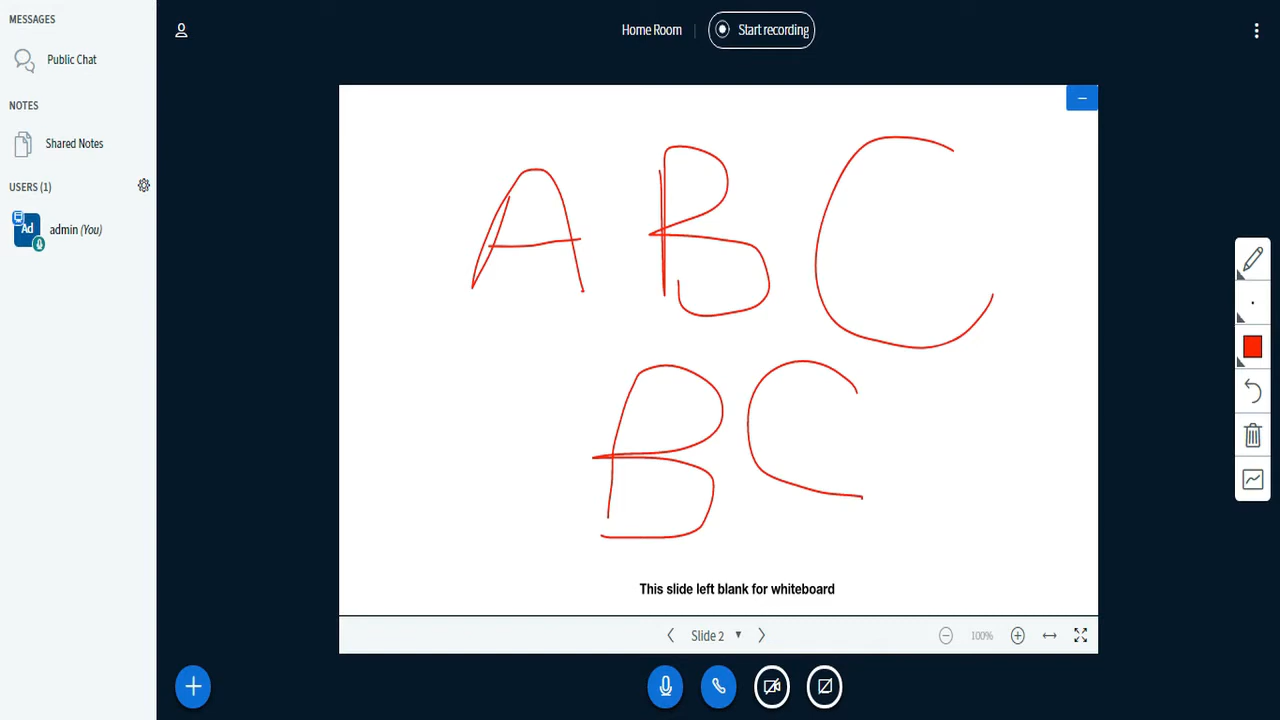 MESSAGES
Public Chat
NOTES
Shared Notes
USERS (1)
Ad
admin (You)
Home Room
Start recording
A B C
B C
This slide left blank for whiteboard
Slide 2
100%